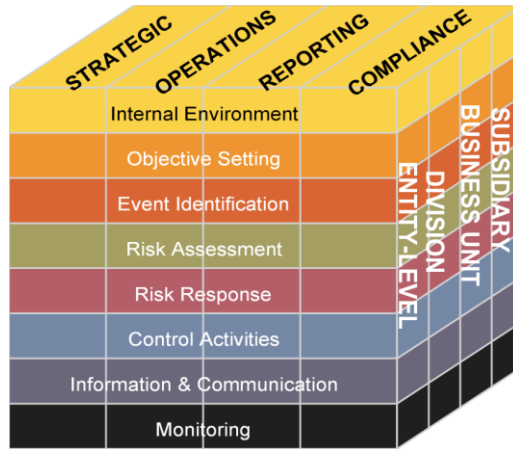 STRATEGIC
OPERATIONS
REPORTING
COMPLIANCE
Internal Environment
Objective Setting
Event Identification
Risk Assessment
Risk Response
Control Activities
Information & Communication
Monitoring
ENTITY-LEVEL
DIVISION
BUSINESS UNIT
SUBSIDIARY